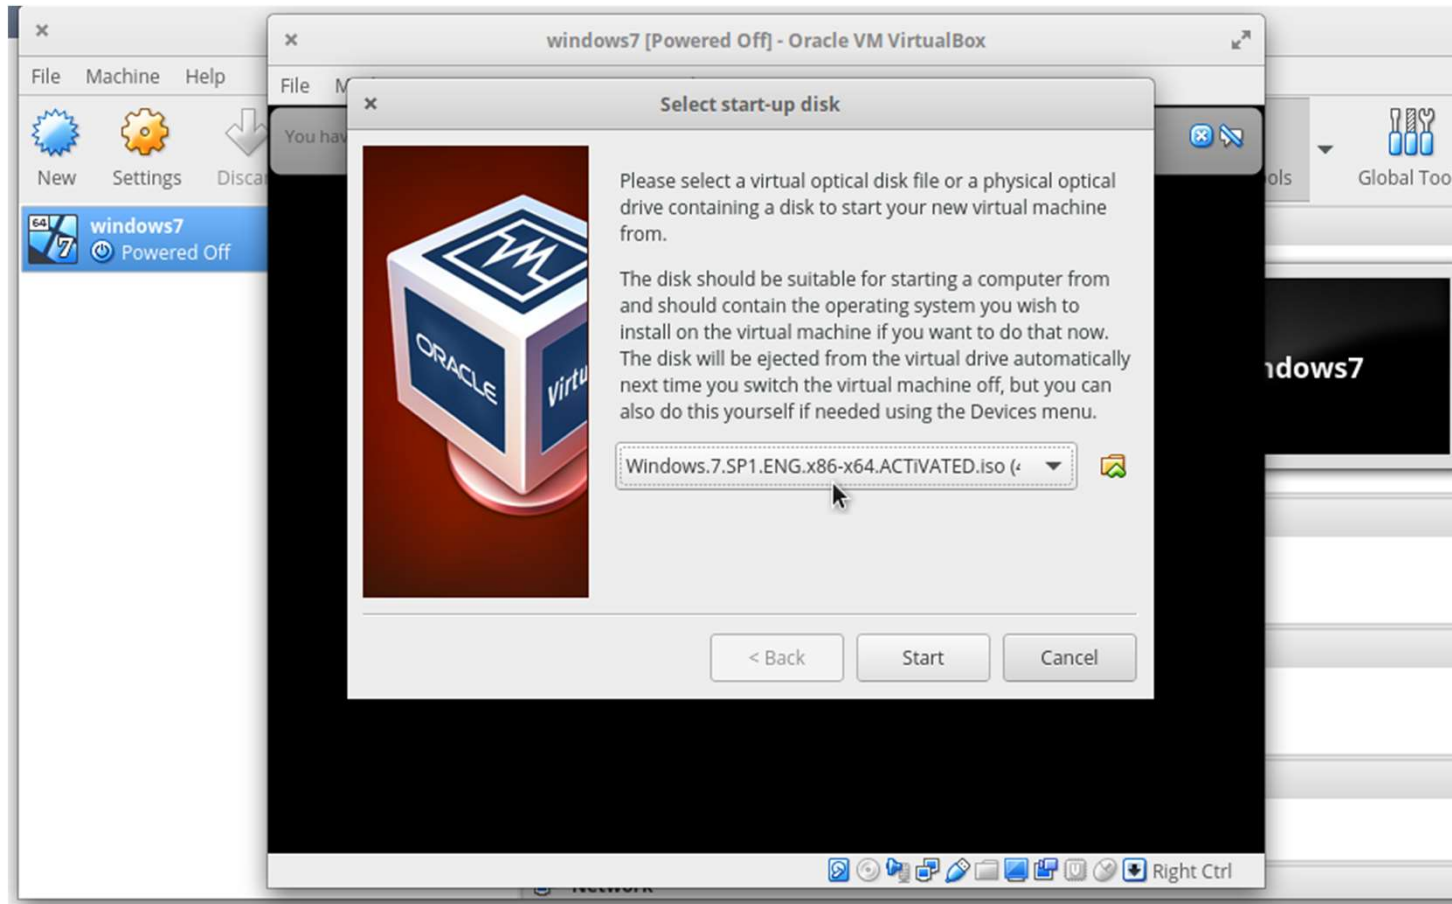 windows7 [Powered Off] - Oracle VM VirtualBox
File Machine Help
File
Select start-up disk
You hav
New Settings
Global Too
64
7
windows7
Powered Off
ORACLE
Please select a virtual optical disk file or a physical optical
drive containing a disk to start your new virtual machine
from.
The disk should be suitable for starting a computer from
and should contain the operating system you wish to
install on the virtual machine if you want to do that now.
The disk will be ejected from the virtual drive automatically
next time you switch the virtual machine off, but you can
also do this yourself if needed using the Devices menu.
Windows.7.SP1.ENG.x86-x64.ACTiVATED.iso (
ndows7
< Back Start Cancel
Right Ctrl
Network